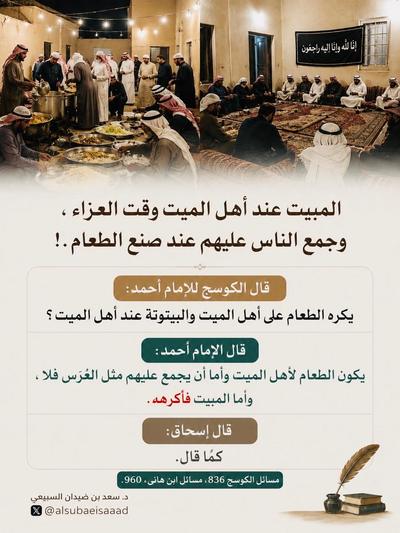 إنا لله وإنا إليه راجعون
المبيت عند أهل الميت وقت العزاء ،
وجمع الناس عليهم عند صنع الطعام .!
قال الكوسج للإمام أحمد:
يكره الطعام على أهل الميت والبيتوتة عند أهل الميت ؟
قال الإمام أحمد:
يكون الطعام لأهل الميت وأما أن يجمع عليهم مثل العُرَس فلا ،
وأما المبيت فأكرهه .
قال إسحاق:
كمَا قال.
مسائل الكوسج 836، مسائل ابن هانى، 960.
د. سعد بن ضيدان السبيعي
@alsubaeisaaad